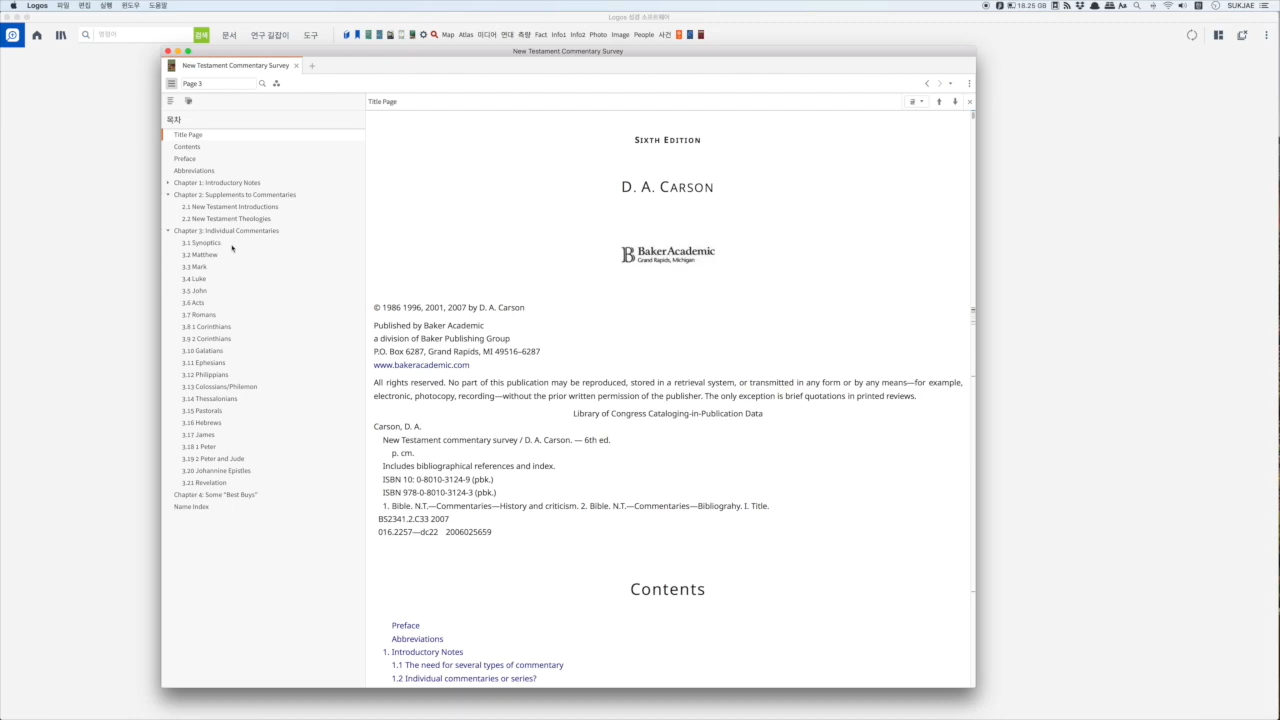 Logos 파일 편집 실행 윈도우 도움말
18.25 GB
Aa
SUKJAE
Logos 성경 소프트웨어
명령어
검색
문서 연구 길잡이 도구
Map Atlas 미디어 연대 측량 Fact Info1 Info2 Photo Image People 사건
New Testament Commentary Survey
New Testament Commentary Survey
Page 3
목차
Title Page
Contents
Preface
Abbreviations
Chapter 1: Introductory Notes
Chapter 2: Supplements to Commentaries
2.1 New Testament Introductions
2.2 New Testament Theologies
Chapter 3: Individual Commentaries
3.1 Synoptics
3.2 Matthew
3.3 Mark
3.4 Luke
3.5 John
3.6 Acts
3.7 Romans
3.8 1 Corinthians
3.9 2 Corinthians
3.10 Galatians
3.11 Ephesians
3.12 Philippians
3.13 Colossians/Philemon
3.14 Thessalonians
3.15 Pastorals
3.16 Hebrews
3.17 James
3.18 1 Peter
3.19 2 Peter and Jude
3.20 Johannine Epistles
3.21 Revelation
Chapter 4: Some “Best Buys”
Name Index
Title Page
글
SIXTH EDITION
D. A. CARSON
B BakerAcademic
Grand Rapids, Michigan
© 1986 1996, 2001, 2007 by D. A. Carson
Published by Baker Academic
a division of Baker Publishing Group
P.O. Box 6287, Grand Rapids, MI 49516–6287
www.bakeracademic.com
All rights reserved. No part of this publication may be reproduced, stored in a retrieval system, or transmitted in any form or by any means—for example,
electronic, photocopy, recording—without the prior written permission of the publisher. The only exception is brief quotations in printed reviews.
Library of Congress Cataloging-in-Publication Data
Carson, D. A.
New Testament commentary survey / D. A. Carson. — 6th ed.
p. cm.
Includes bibliographical references and index.
ISBN 10: 0-8010-3124-9 (pbk.)
ISBN 978-0-8010-3124-3 (pbk.)
1. Bible. N.T.—Commentaries—History and criticism. 2. Bible. N.T.—Commentaries—Bibliograhy. I. Title.
BS2341.2.C33 2007
016.2257—dc22 2006025659
Contents
Preface
Abbreviations
1. Introductory Notes
1.1 The need for several types of commentary
1.2 Individual commentaries or series?